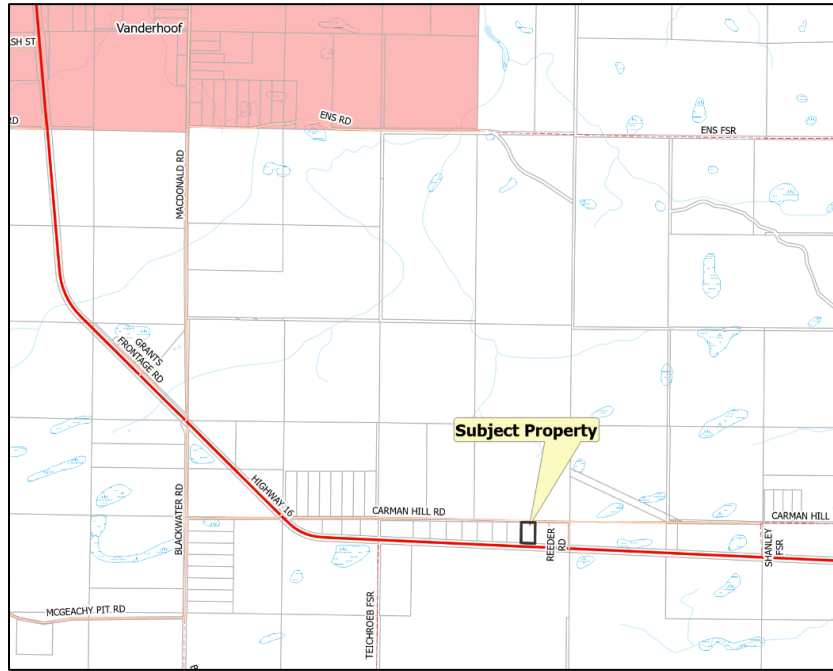 Vanderhoof
SH ST
RD
ENS RD
ENS FSR
MACDONALD RD
GRANTS
FRONTAGE RD
Subject Property
HIGHWAY 16
CARMAN HILL RD
CARMAN HILL
BLACKWATER RD
REEDER
RD
SHANLEY
FSR
MCGEACHY PIT RD
TEICHROEB FSR